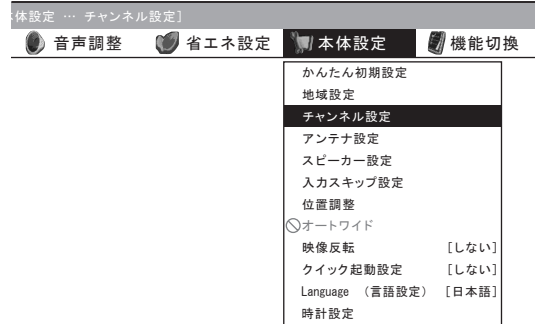 体設定 … チャンネル設定]
音声調整 省エネ設定 本体設定 機能切換
かんたん初期設定
地域設定
チャンネル設定
アンテナ設定
スピーカー設定
入力スキップ設定
位置調整
オートワイド
映像反転 [しない]
クイック起動設定 [しない]
Language （言語設定） [日本語]
時計設定